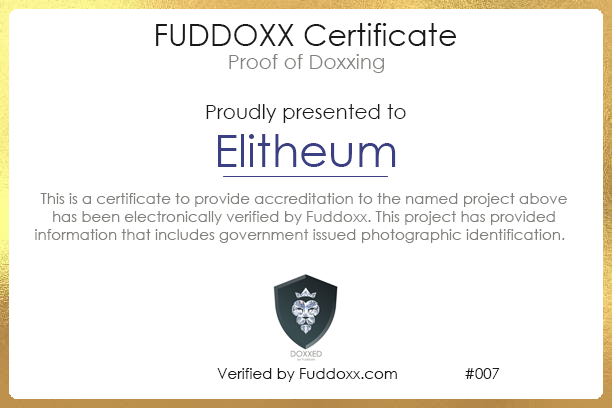 FUDDOXX Certificate
Proof of Doxxing
Proudly presented to
Elitheum
This is a certificate to provide accreditation to the named project above
has been electronically verified by Fuddoxx. This project has provided
information that includes government issued photographic identification.
DOXXED
by Fuddoxx
Verified by Fuddoxx.com #007